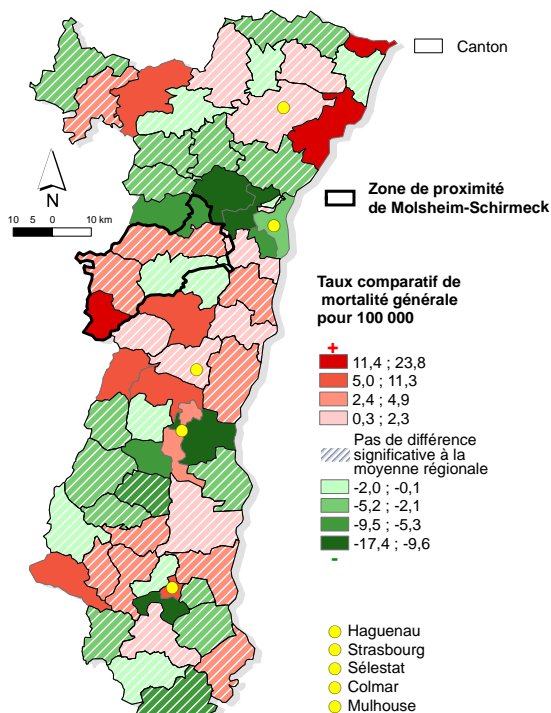 Canton
N
10 5 0 10 km
Zone de proximité
de Molsheim-Schirmeck
Taux comparatif de
mortalité générale
pour 100 000
+
11,4 ; 23,8
5,0 ; 11,3
2,4 ; 4,9
0,3 ; 2,3
Pas de différence
significative à la
moyenne régionale
-2,0 ; -0,1
-5,2 ; -2,1
-9,5 ; -5,3
-17,4 ; -9,6
-
Haguenau
Strasbourg
Sélestat
Colmar
Mulhouse